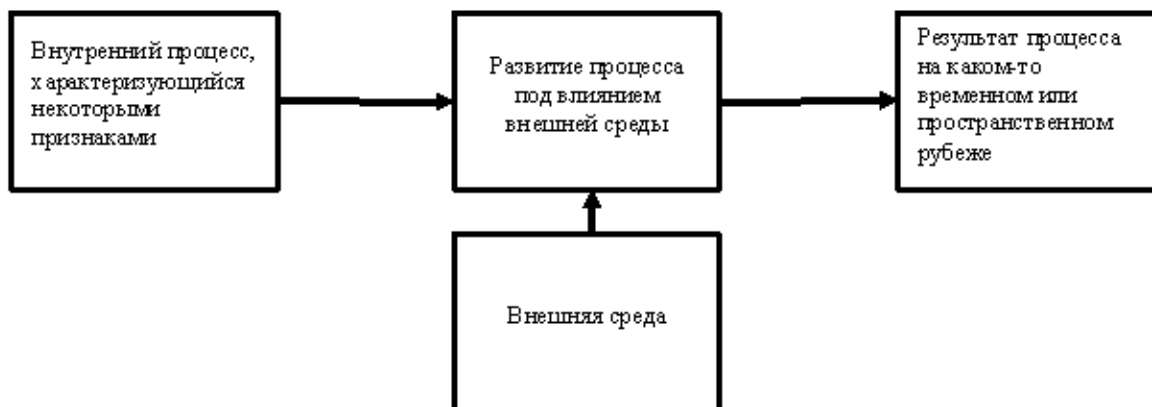 Внутренний процесс,
характеризующийся
некоторыми
признаками
Развитие процесса
под влиянием
внешней среды
Результат процесса
на каком-то
временном или
пространственном
рубеже
Внешняя среда